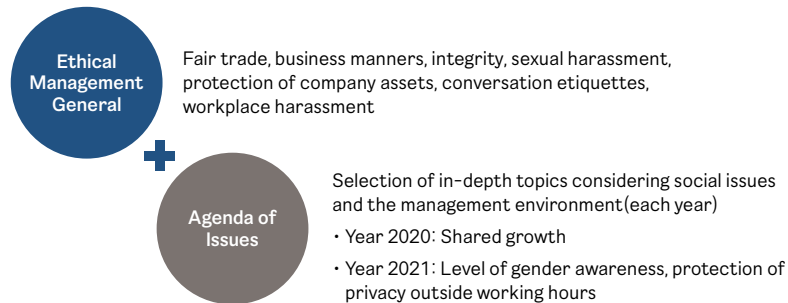 Ethical
Management
General
Fair trade, business manners, integrity, sexual harassment,
protection of company assets, conversation etiquettes,
workplace harassment
Agenda of
Issues
Selection of in-depth topics considering social issues
and the management environment(each year)
• Year 2020: Shared growth
• Year 2021: Level of gender awareness, protection of
privacy outside working hours